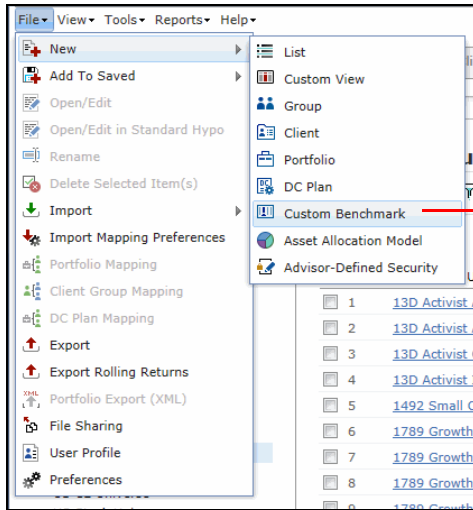 File View Tools Reports Help
New
Add To Saved
Open/Edit
Open/Edit in Standard Hypo
Rename
Delete Selected Item(s)
Import
Import Mapping Preferences
Portfolio Mapping
Client Group Mapping
DC Plan Mapping
Export
Export Rolling Returns
XML Portfolio Export (XML)
File Sharing
User Profile
Preferences
List
Custom View
Group
Client
Portfolio
DC Plan
Custom Benchmark
Asset Allocation Model
Advisor-Defined Security
1 13D Activist
2 13D Activist
3 13D Activist
4 13D Activist
5 1492 Small
6 1789 Growth
7 1789 Growth
8 1789 Growth
9 1789 Growth